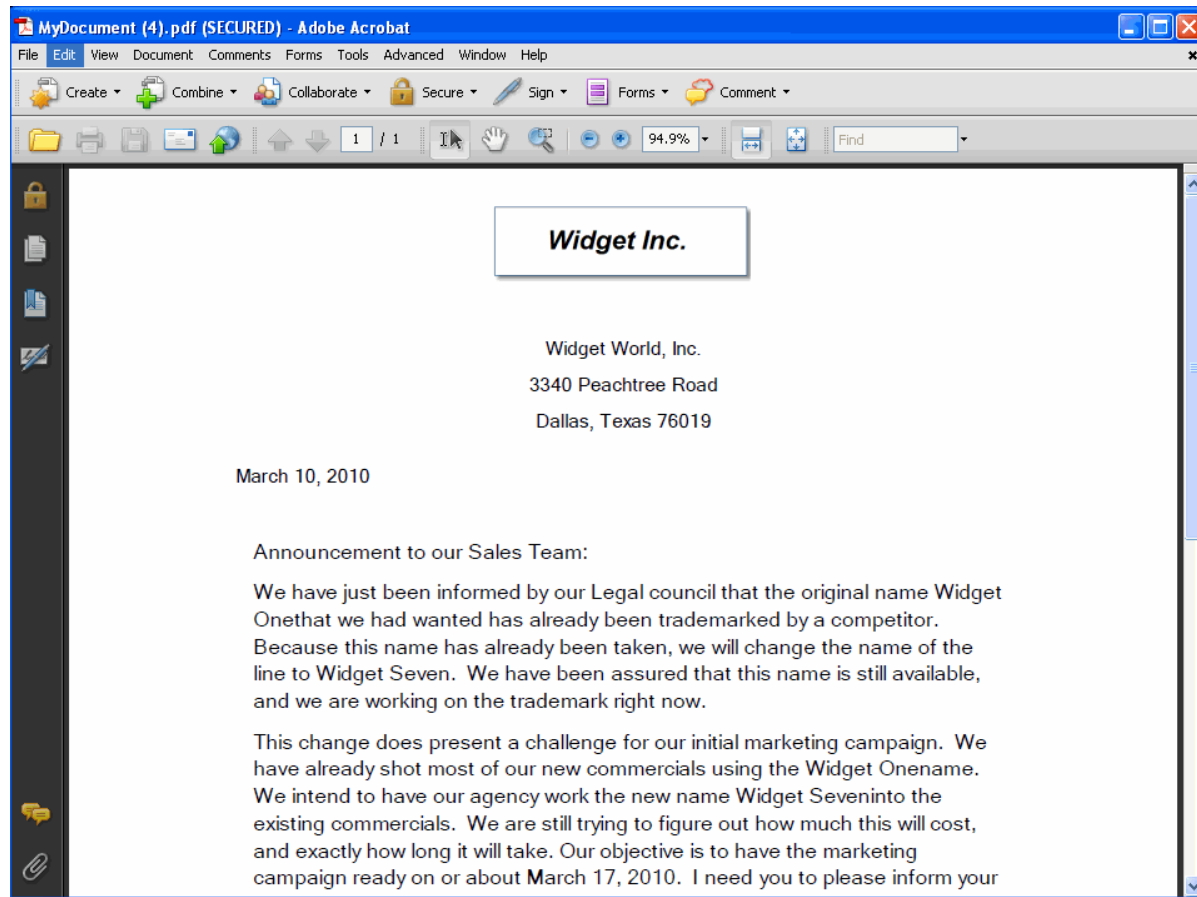 MyDocument (4).pdf (SECURED) - Adobe Acrobat
File Edit View Document Comments Forms Tools Advanced Window Help
Create Combine Collaborate Secure Sign Forms Comment
1 / 1 94.9% Find
Widget Inc.
Widget World, Inc.
3340 Peachtree Road
Dallas, Texas 76019
March 10, 2010
Announcement to our Sales Team:
We have just been informed by our Legal council that the original name Widget
Onethat we had wanted has already been trademarked by a competitor.
Because this name has already been taken, we will change the name of the
line to Widget Seven.  We have been assured that this name is still available,
and we are working on the trademark right now.
This change does present a challenge for our initial marketing campaign.  We
have already shot most of our new commercials using the Widget Onename.
We intend to have our agency work the new name Widget Seveninto the
existing commercials.  We are still trying to figure out how much this will cost,
and exactly how long it will take. Our objective is to have the marketing
campaign ready on or about March 17, 2010.  I need you to please inform your